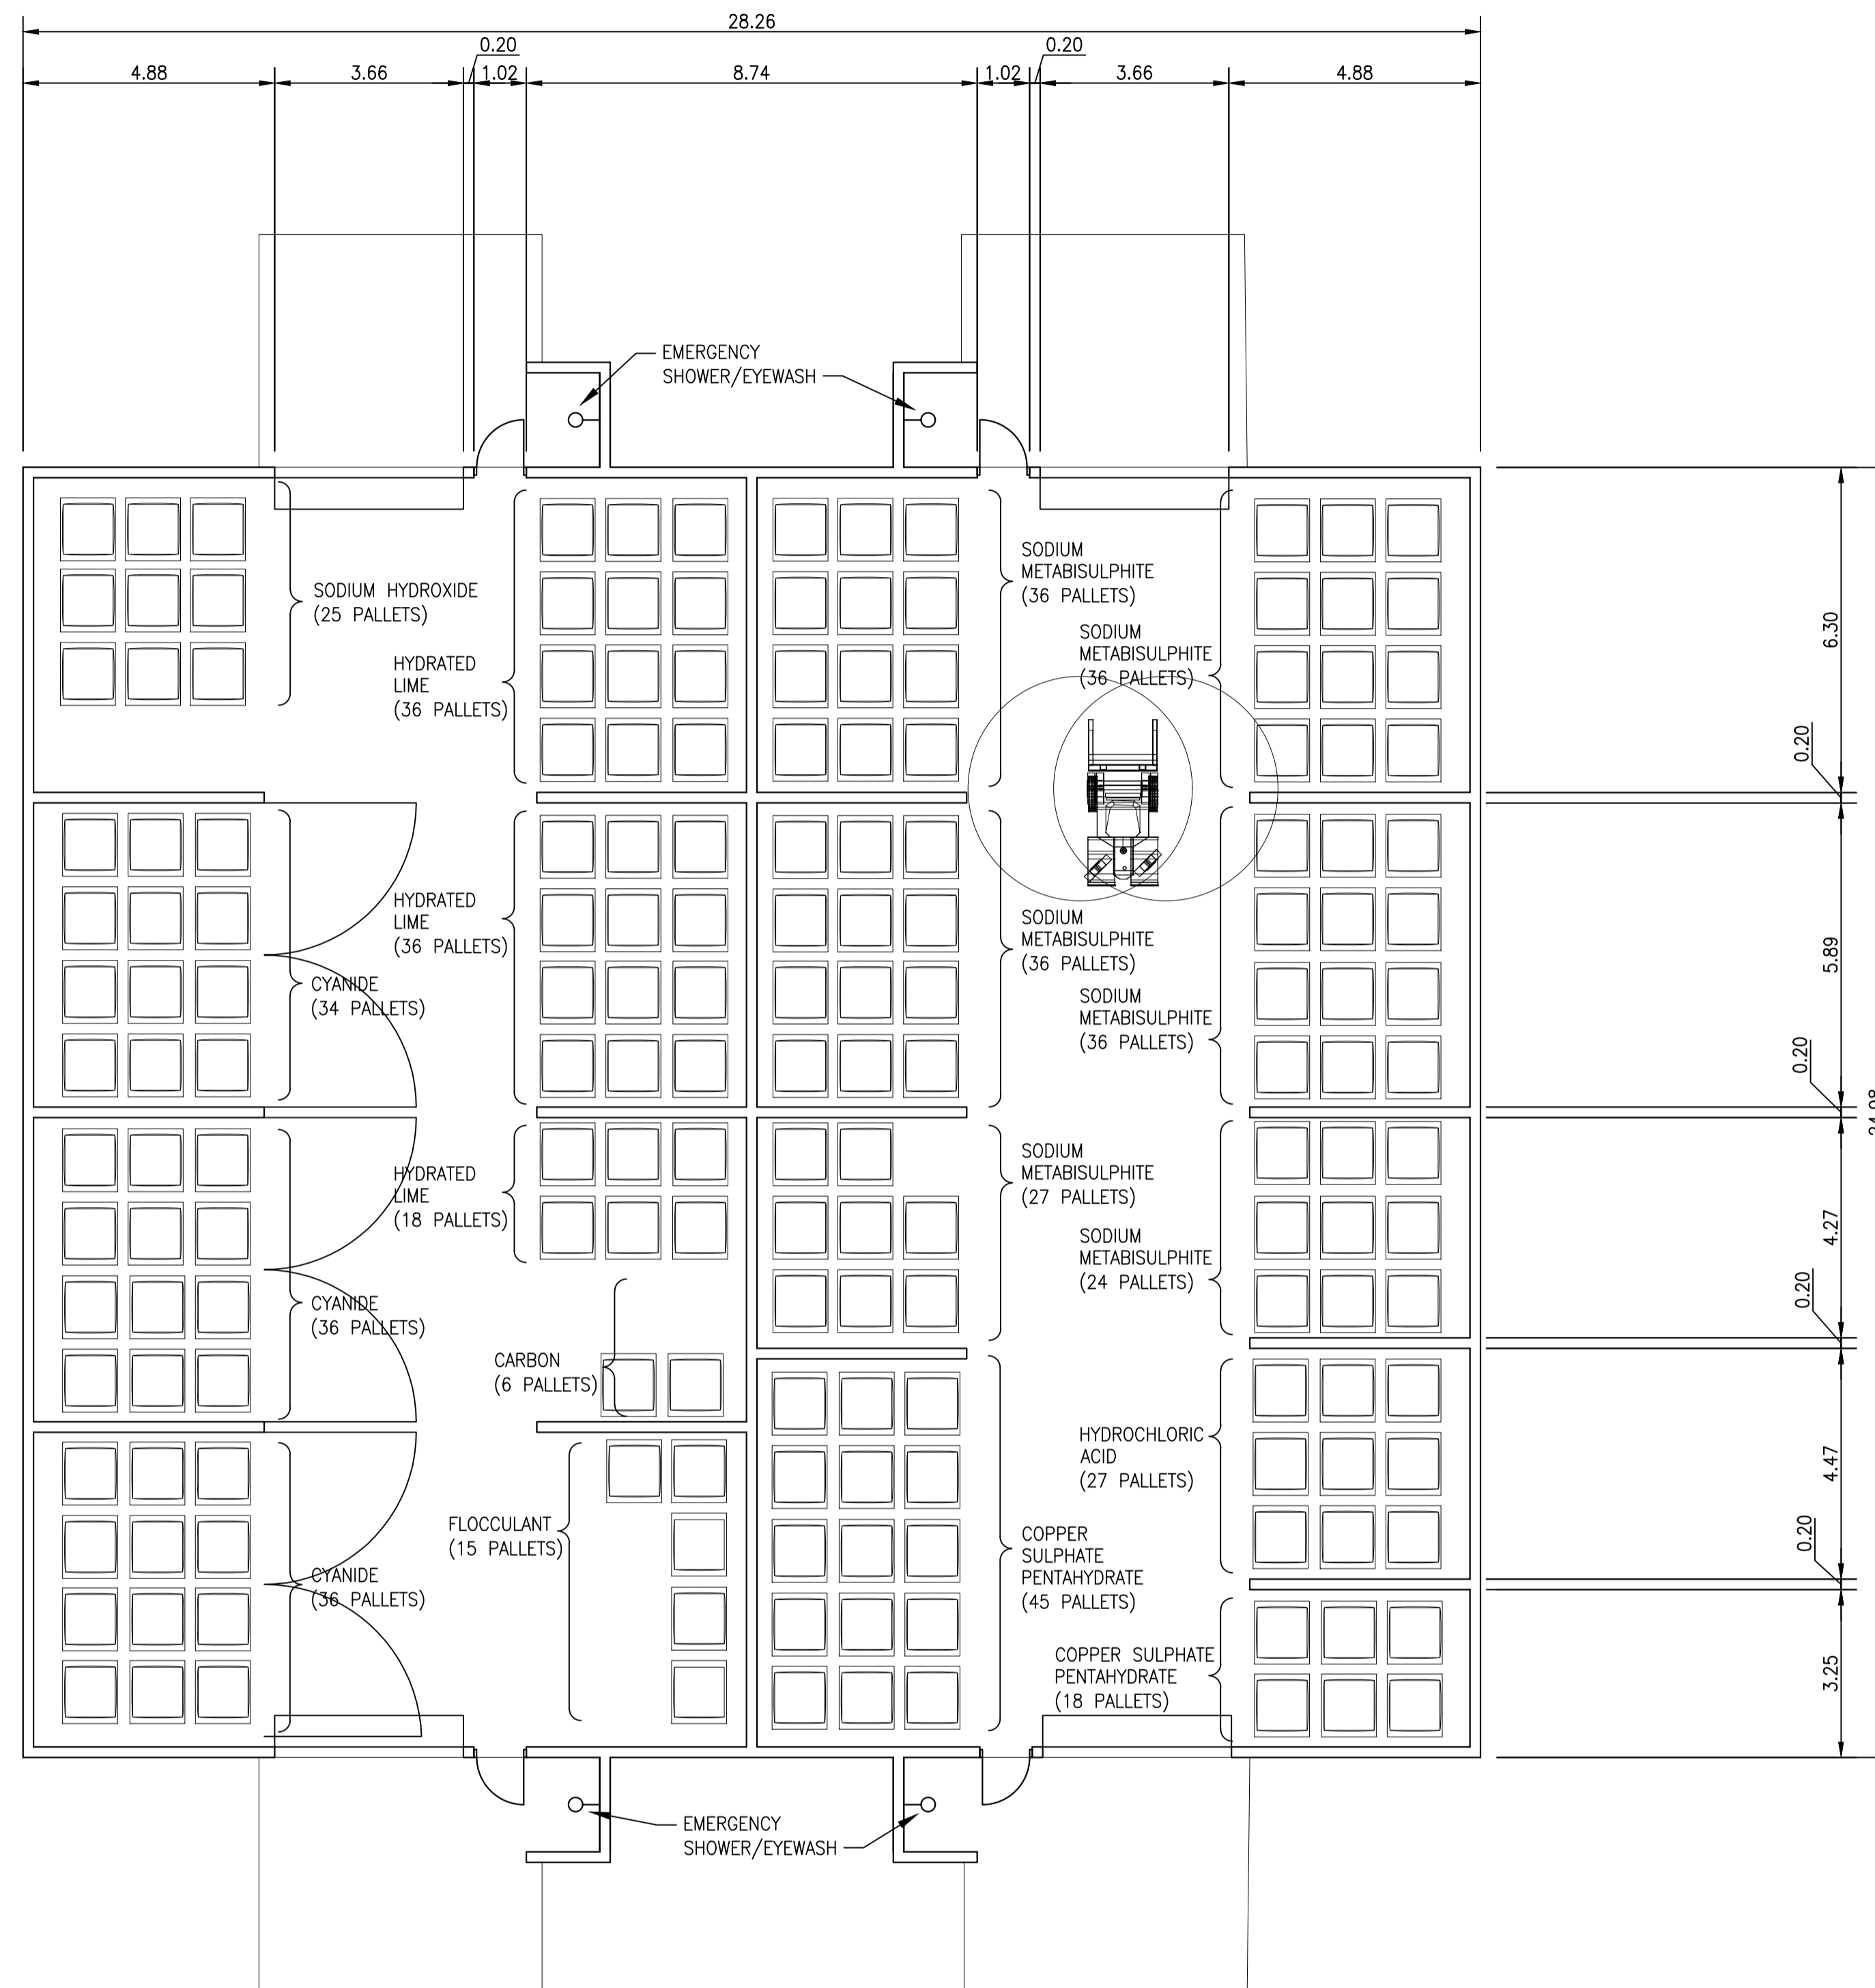 28.26
0.20
0.20
4.88
3.66
1.02
8.74
1.02
3.66
4.88
EMERGENCY
SHOWER/EYEWASH
SODIUM HYDROXIDE
(25 PALLETS)
HYDRATED
LIME
(36 PALLETS)
SODIUM
METABISULPHITE
(36 PALLETS)
SODIUM
METABISULPHITE
(36 PALLETS)
6.30
0.20
HYDRATED
LIME
(36 PALLETS)
CYANIDE
(34 PALLETS)
SODIUM
METABISULPHITE
(36 PALLETS)
SODIUM
METABISULPHITE
(36 PALLETS)
5.89
0.20
24.98
HYDRATED
LIME
(18 PALLETS)
CYANIDE
(36 PALLETS)
SODIUM
METABISULPHITE
(27 PALLETS)
SODIUM
METABISULPHITE
(24 PALLETS)
4.27
0.20
CARBON
(6 PALLETS)
HYDROCHLORIC
ACID
(27 PALLETS)
4.47
FLOCCULANT
(15 PALLETS)
CYANIDE
(36 PALLETS)
COPPER
SULPHATE
PENTAHYDRATE
(45 PALLETS)
0.20
COPPER SULPHATE
PENTAHYDRATE
(18 PALLETS)
3.25
EMERGENCY
SHOWER/EYEWASH